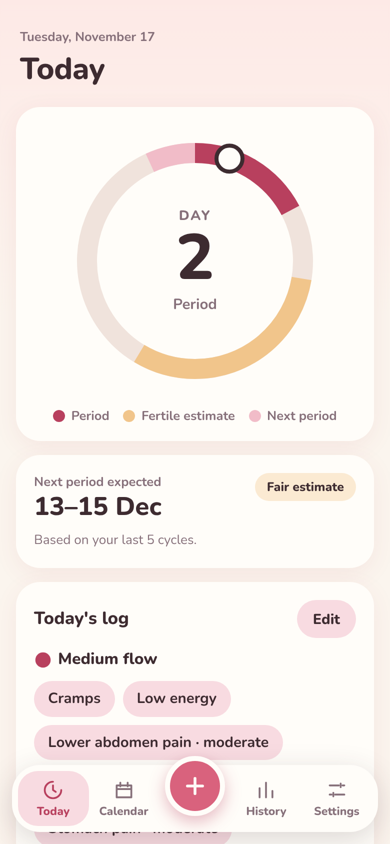 Tuesday, November 17
Today
DAY
2
Period
Period Fertile estimate Next period
Next period expected
Fair estimate
13–15 Dec
Based on your last 5 cycles.
Today's log
Edit
Medium flow
Cramps Low energy
Lower abdomen pain · moderate
Today Calendar History Settings